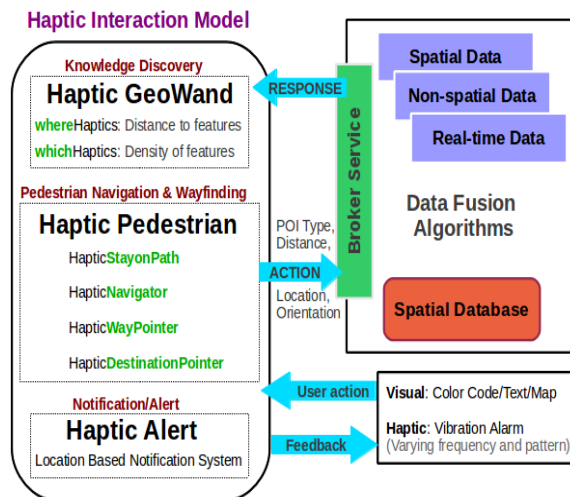 Haptic Interaction Model
Knowledge Discovery
Haptic GeoWand
whereHaptics: Distance to features
whichHaptics: Density of features
Pedestrian Navigation & Wayfinding
Haptic Pedestrian
HapticStayonPath
HapticNavigator
HapticWayPointer
HapticDestinationPointer
Notification/Alert
Haptic Alert
Location Based Notification System
RESPONSE
POI Type,
Distance,
ACTION
Location,
Orientation
User action
Feedback
Broker Service
Spatial Data
Non-spatial Data
Real-time Data
Data Fusion
Algorithms
Spatial Database
Visual: Color Code/Text/Map
Haptic: Vibration Alarm
(Varying frequency and pattern)